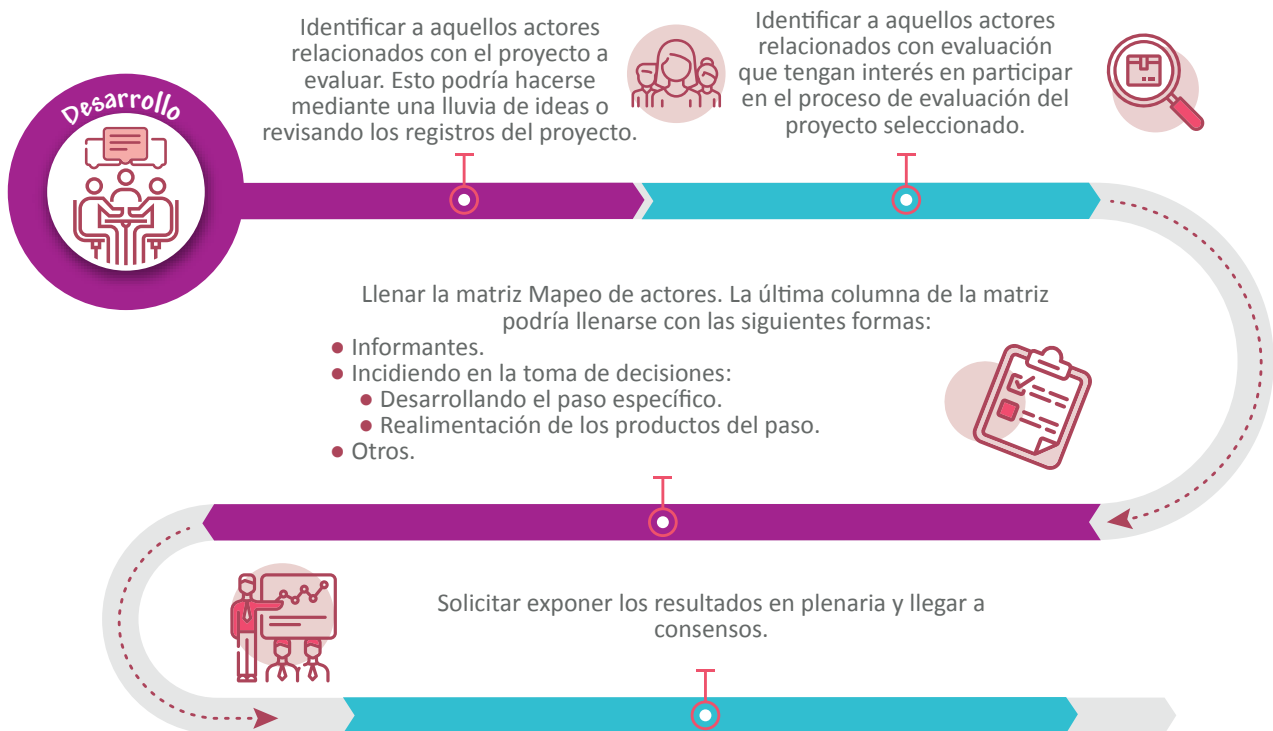 Desarrollo
Identificar a aquellos actores
relacionados con el proyecto a
evaluar. Esto podría hacerse
mediante una lluvia de ideas o
revisando los registros del proyecto.
Identificar a aquellos actores
relacionados con evaluación
que tengan interés en participar
en el proceso de evaluación del
proyecto seleccionado.
Llenar la matriz Mapeo de actores. La última columna de la matriz
podría llenarse con las siguientes formas:
● Informantes.
● Incidiendo en la toma de decisiones:
● Desarrollando el paso específico.
● Realimentación de los productos del paso.
● Otros.
Solicitar exponer los resultados en plenaria y llegar a
consensos.